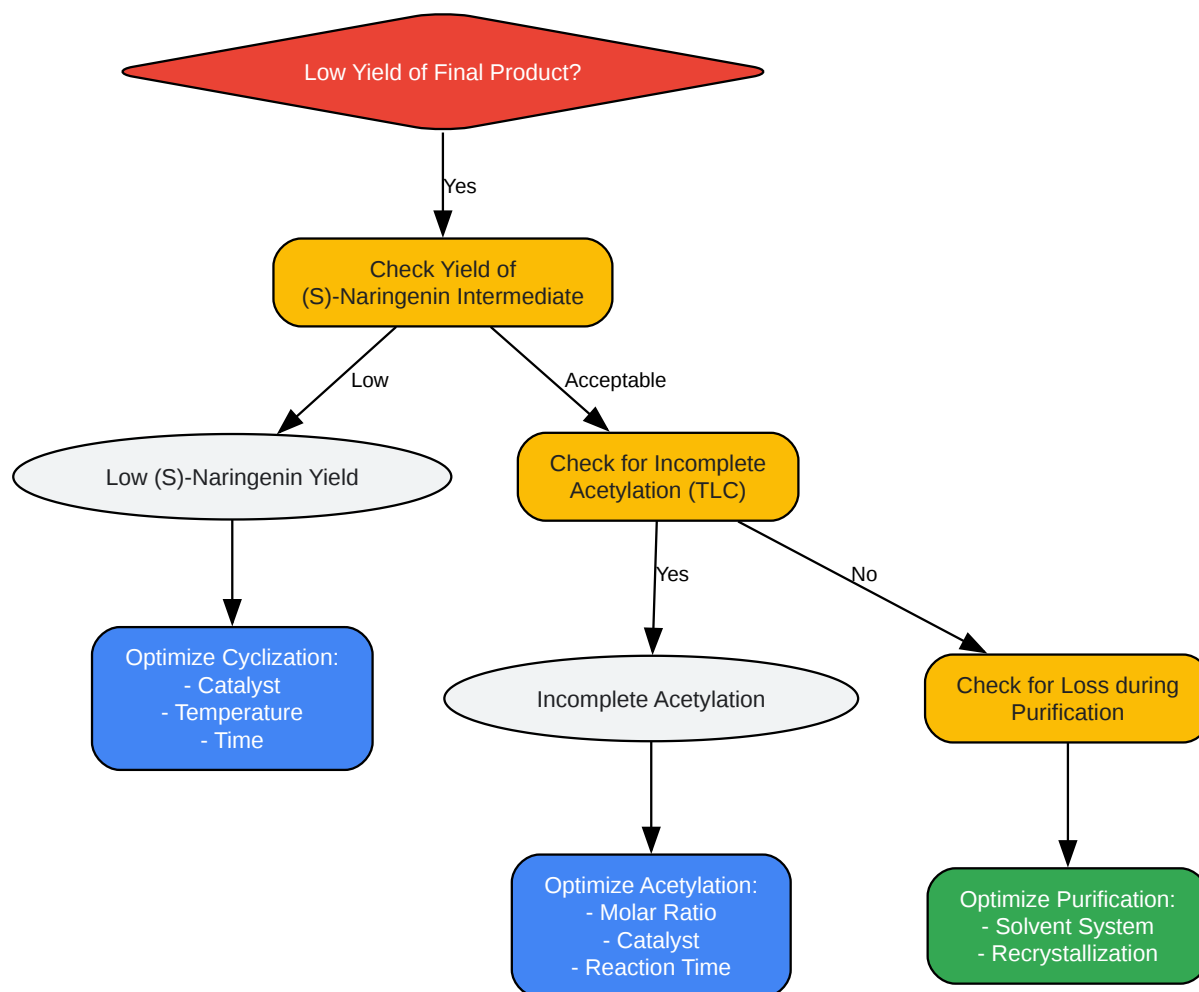 Low Yield of Final Product?
Yes
Check Yield of
(S)-Naringenin Intermediate
Low
Acceptable
Low (S)-Naringenin Yield
Check for Incomplete
Acetylation (TLC)
Optimize Cyclization:
- Catalyst
- Temperature
- Time
Yes
No
Incomplete Acetylation
Check for Loss during
Purification
Optimize Acetylation:
- Molar Ratio
- Catalyst
- Reaction Time
Optimize Purification:
- Solvent System
- Recrystallization